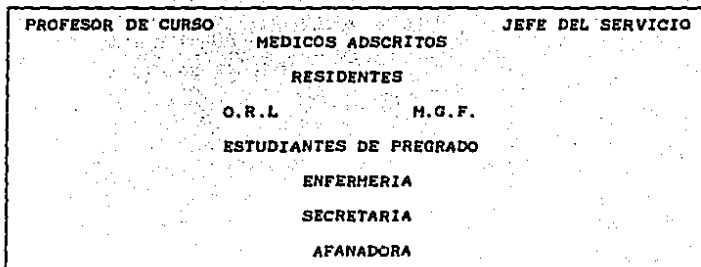 PROFESOR DE CURSO JEFE DEL SERVICIO
MEDICOS ADSCRITOS
RESIDENTES
O.R.L M.G.F.
ESTUDIANTES DE PREGRADO
ENFERMERIA
SECRETARIA
AFANADORA